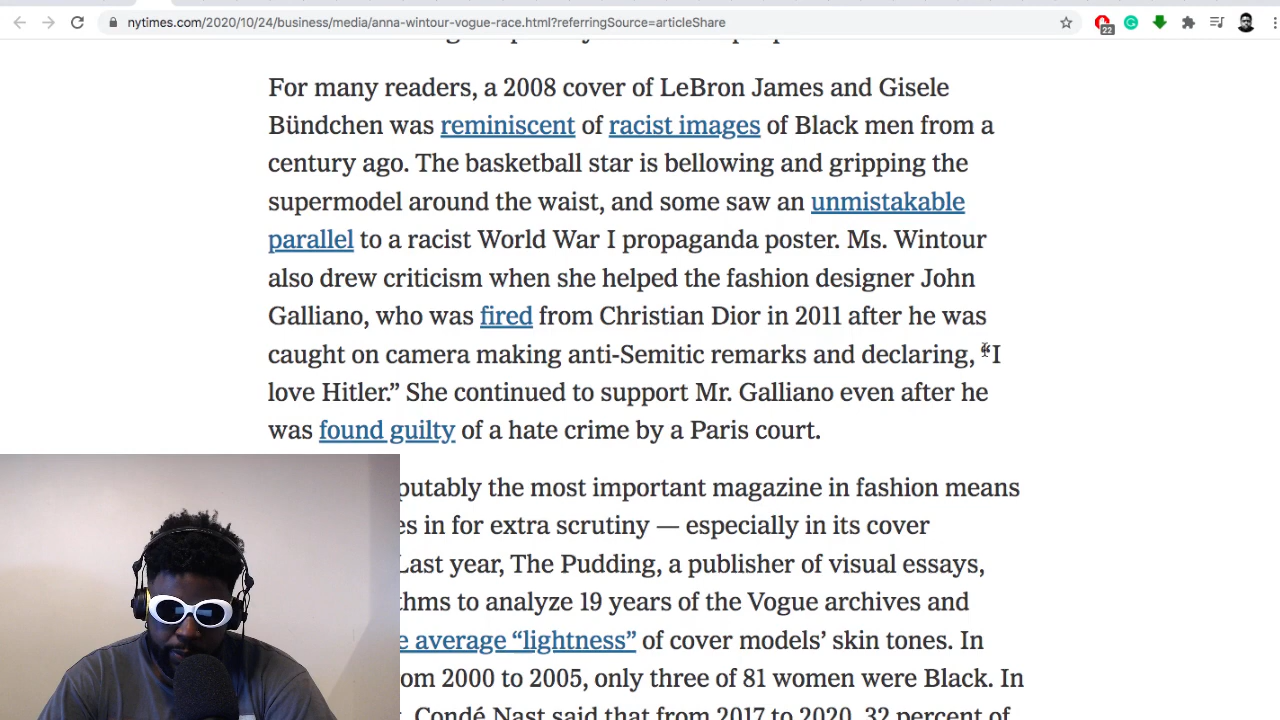 nytimes.com/2020/10/24/business/media/anna-wintour-vogue-race.html?referringSource=articleShare
22
For many readers, a 2008 cover of LeBron James and Gisele
Bündchen was reminiscent of racist images of Black men from a
century ago. The basketball star is bellowing and gripping the
supermodel around the waist, and some saw an unmistakable
parallel to a racist World War I propaganda poster. Ms. Wintour
also drew criticism when she helped the fashion designer John
Galliano, who was fired from Christian Dior in 2011 after he was
caught on camera making anti-Semitic remarks and declaring, “I
love Hitler.” She continued to support Mr. Galliano even after he
was found guilty of a hate crime by a Paris court.
putably the most important magazine in fashion means
es in for extra scrutiny — especially in its cover
Last year, The Pudding, a publisher of visual essays,
thms to analyze 19 years of the Vogue archives and
e average “lightness” of cover models’ skin tones. In
om 2000 to 2005, only three of 81 women were Black. In
Condé Nast said that from 2017 to 2020, 32 percent of